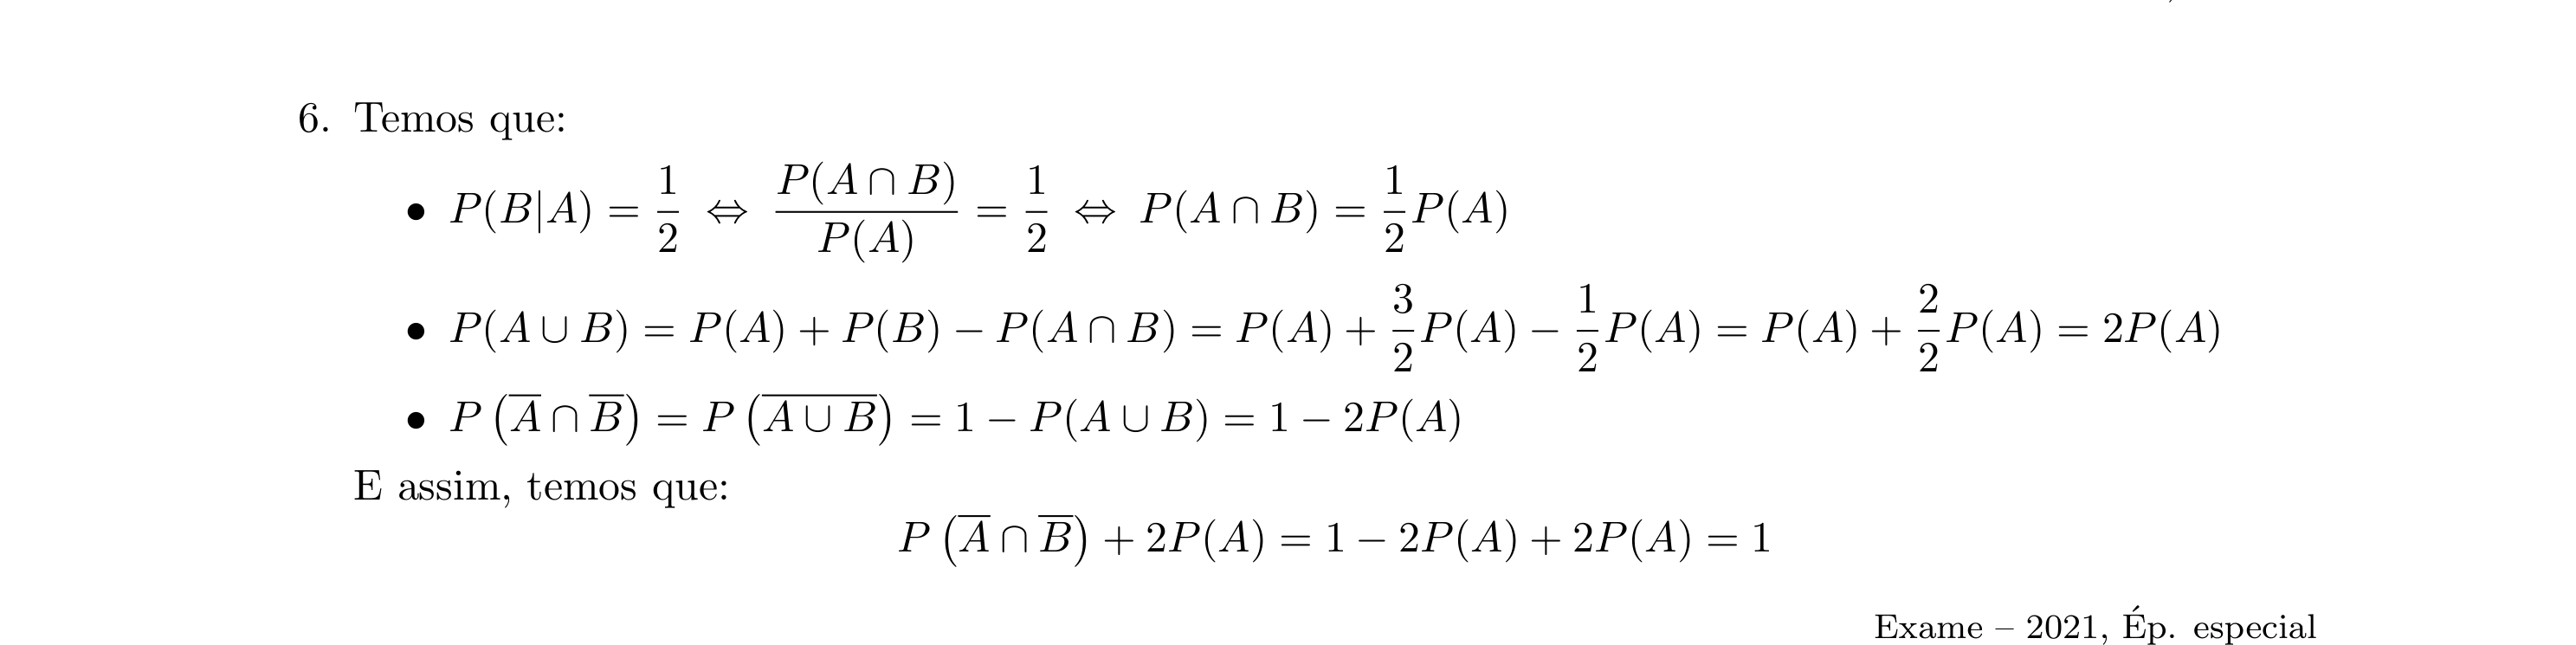 6. Temos que:
• P(B|A) = 1/2 ⇔ P(A ∩ B)/P(A) = 1/2 ⇔ P(A ∩ B) = 1/2 P(A)
• P(A ∪ B) = P(A) + P(B) − P(A ∩ B) = P(A) + 3/2 P(A) − 1/2 P(A) = P(A) + 2/2 P(A) = 2P(A)
• P (A̅ ∩ B̅) = P (\overline{A ∪ B}) = 1 − P(A ∪ B) = 1 − 2P(A)
E assim, temos que:
P (A̅ ∩ B̅) + 2P(A) = 1 − 2P(A) + 2P(A) = 1
Exame – 2021, Ép. especial